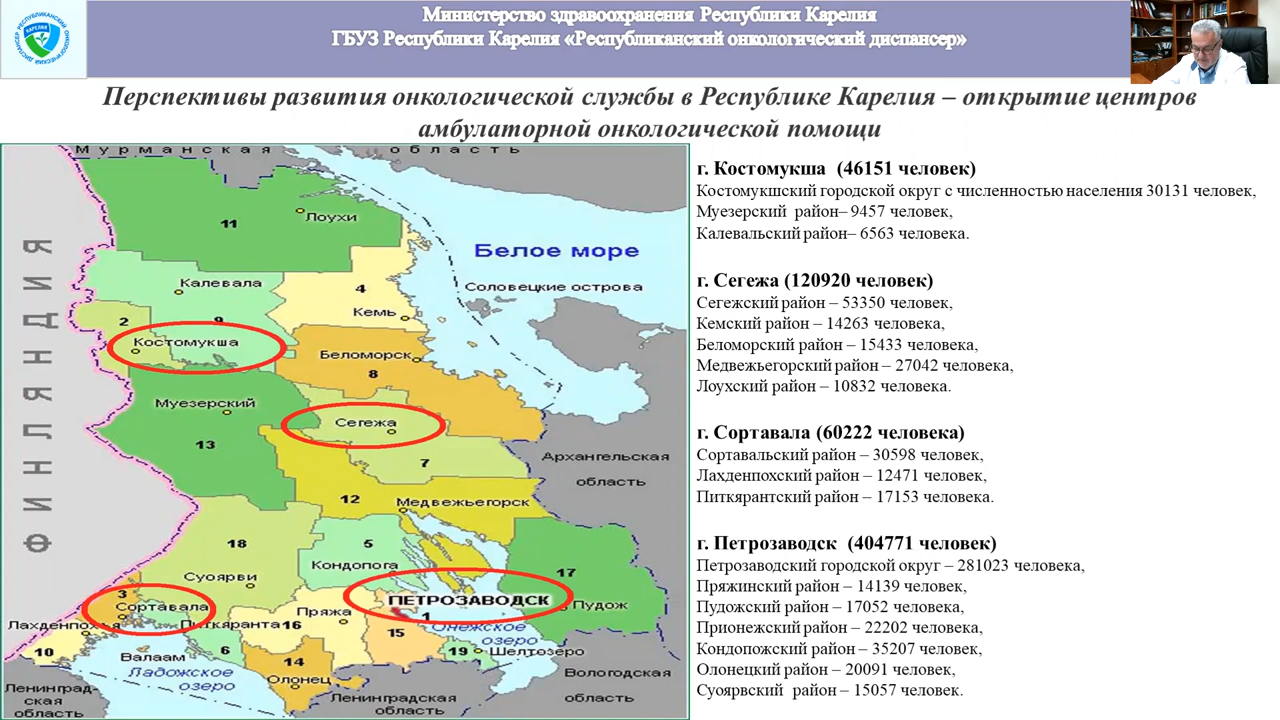 Министерство здравоохранения Республики Карелия
ГБУЗ Республики Карелия «Республиканский онкологический диспансер»
РЕСПУБЛИКАНСКИЙ ОНКОЛОГИЧЕСКИЙ ДИСПАНСЕР
КАРЕЛИЯ
Перспективы развития онкологической службы в Республике Карелия – открытие центров
амбулаторной онкологической помощи
Мурманская область
ФИНЛЯНДИЯ
11
Лоухи
Белое море
Калевала
4
Соловецкие острова
2
9
Кемь
Костомукша
Беломорск
8
Муезерский
Сегежа
13
7
Архангельская
область
12
Медвежьегорск
18
5
Кондопога
17
Суоярви
3
Сортавала
ПЕТРОЗАВОДСК
Пудож
Пряжа
1
Лахденпохья
Питкяранта
16
15
Онежское
озеро
10
Валаам
6
19
Шелтозеро
Ладожское
озеро
14
Олонец
Вологодская
область
Ленинград-
ская
область
Ленинградская
область
г. Костомукша (46151 человек)
Костомукшский городской округ с численностью населения 30131 человек,
Муезерский район– 9457 человек,
Калевальский район– 6563 человека.
г. Сегежа (120920 человек)
Сегежский район – 53350 человек,
Кемский район – 14263 человека,
Беломорский район – 15433 человека,
Медвежьегорский район – 27042 человека,
Лоухский район – 10832 человека.
г. Сортавала (60222 человека)
Сортавальский район – 30598 человек,
Лахденпохский район – 12471 человек,
Питкярантский район – 17153 человека.
г. Петрозаводск (404771 человек)
Петрозаводский городской округ – 281023 человека,
Пряжинский район – 14139 человек,
Пудожский район – 17052 человека,
Прионежский район – 22202 человека,
Кондопожский район – 35207 человек,
Олонецкий район – 20091 человек,
Суоярвский район – 15057 человек.